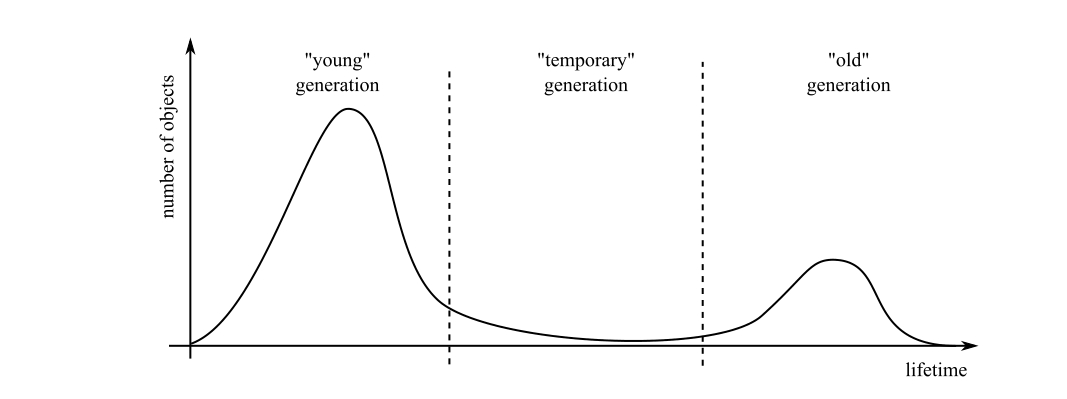 "young"
generation
"temporary"
generation
"old"
generation
number of objects
lifetime